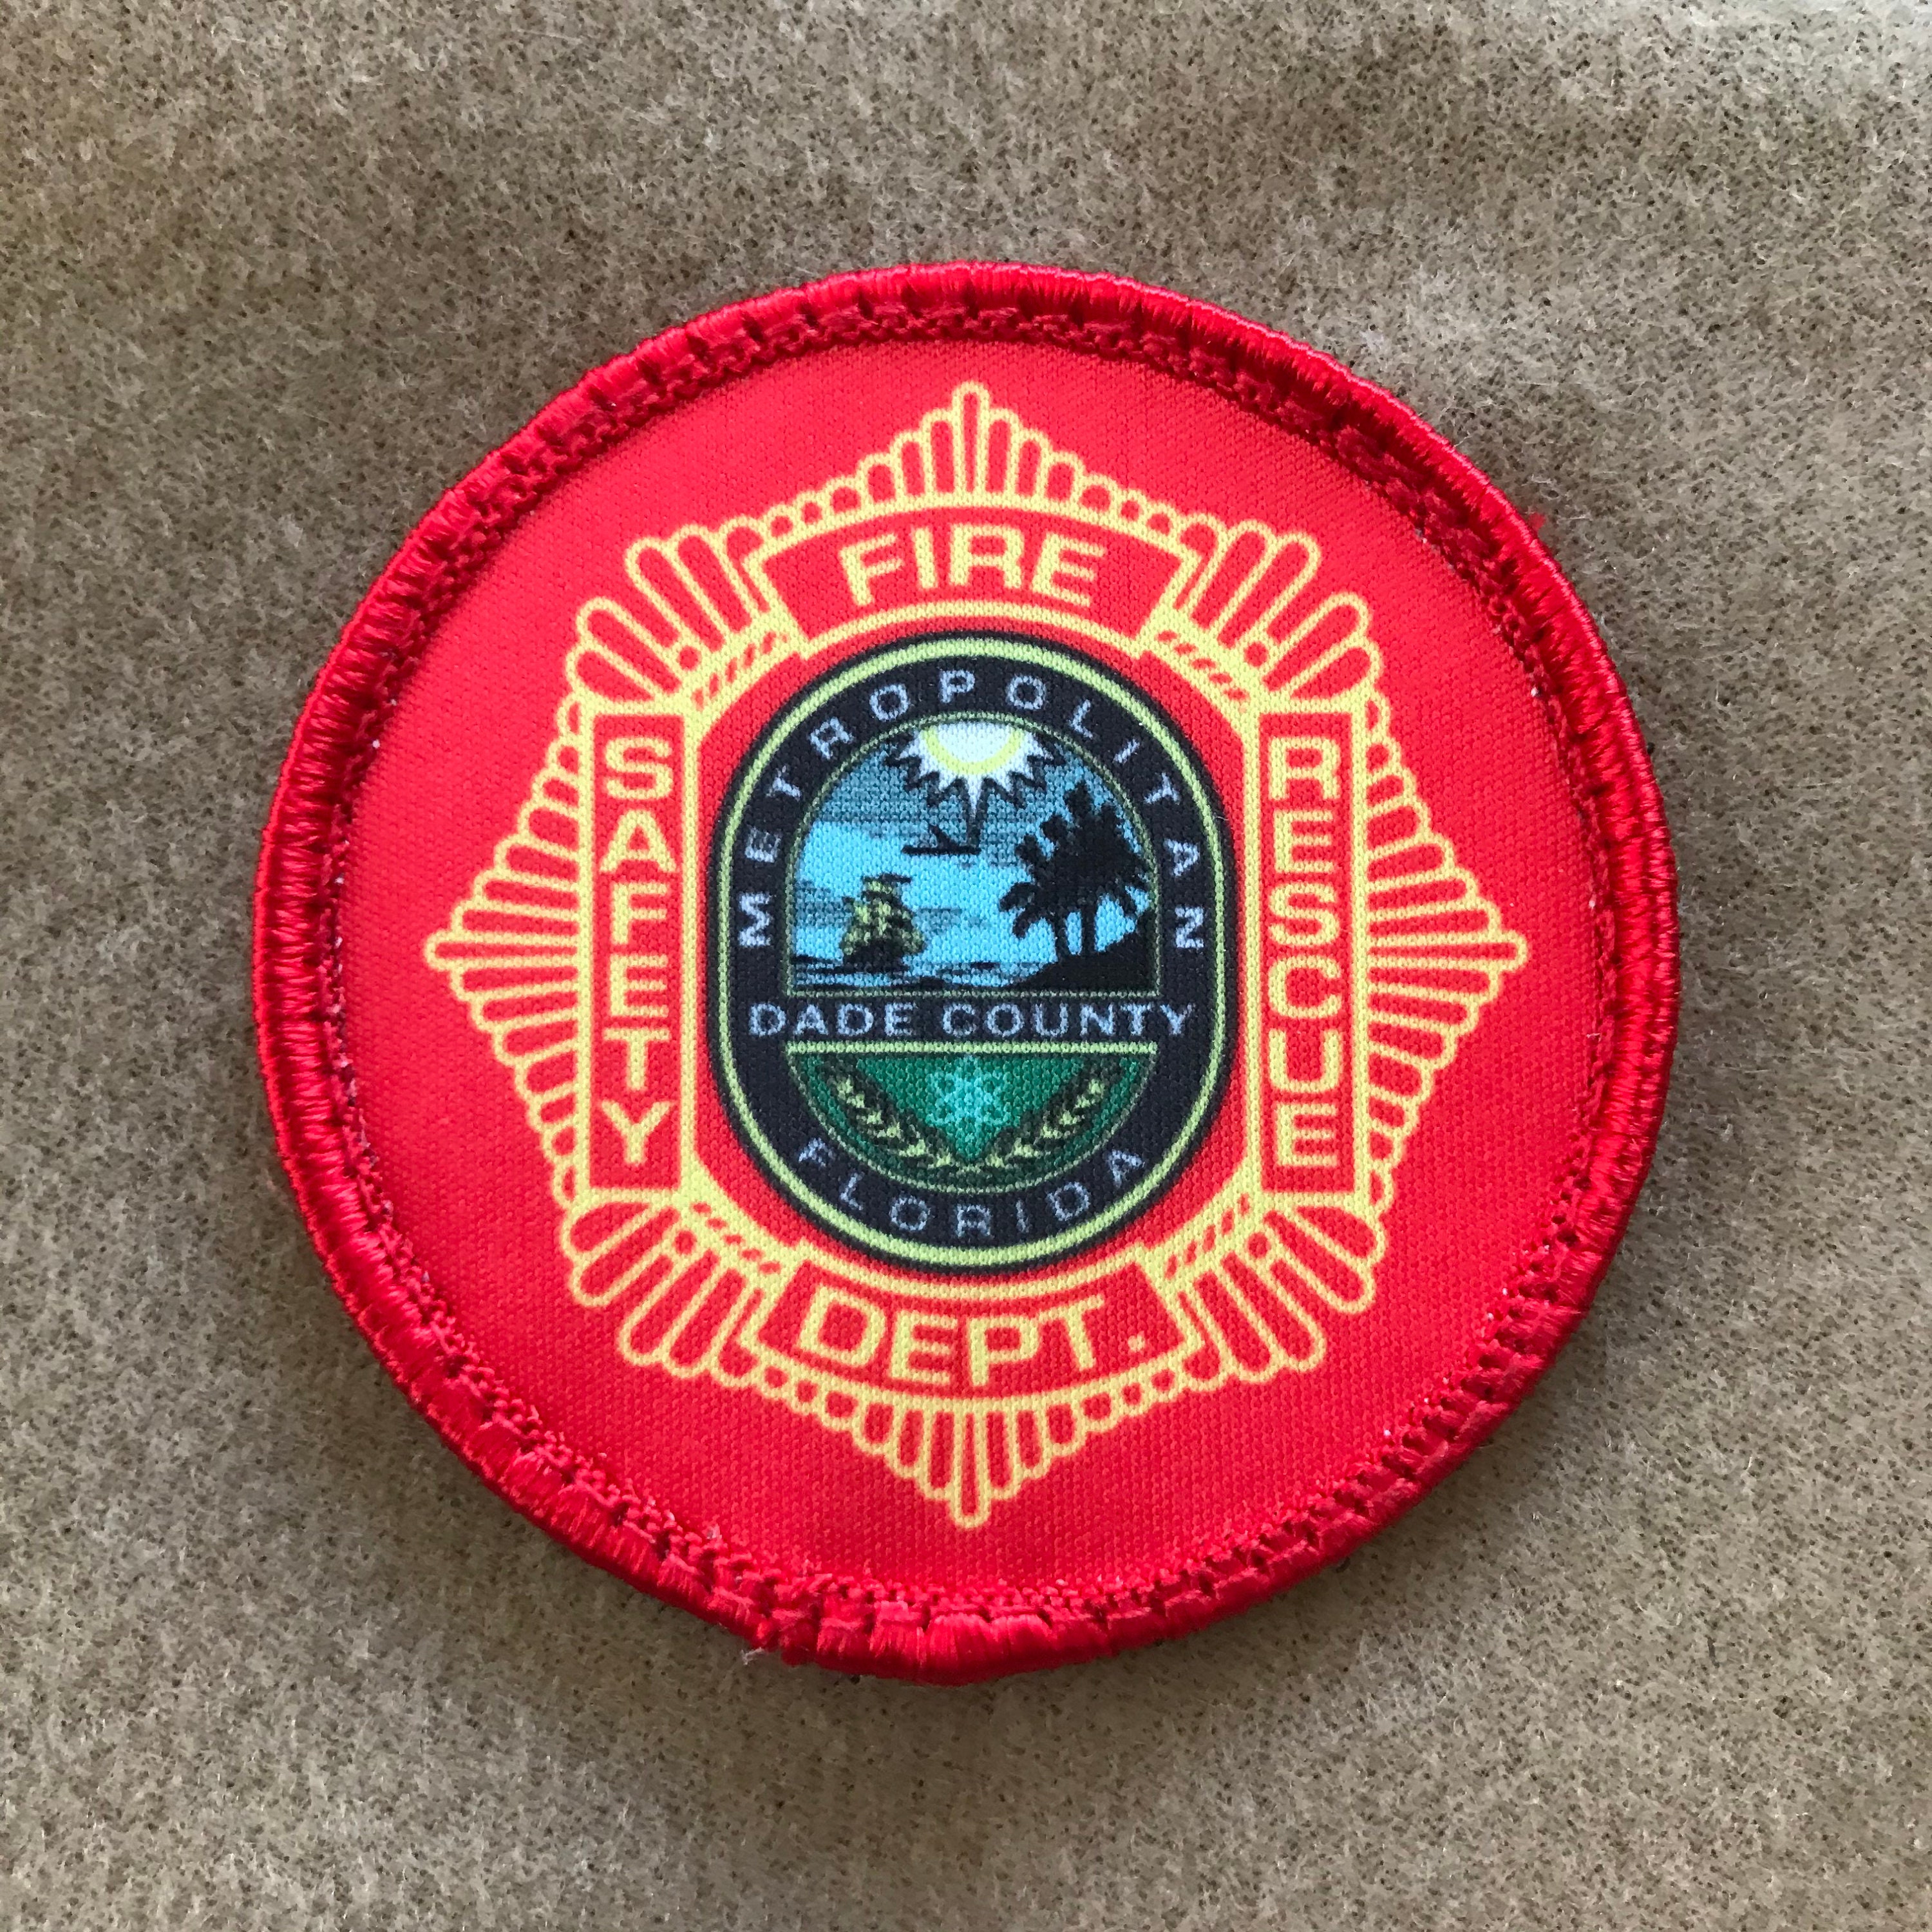 FIRE
SAFETY
METROPOLITAN
DADE COUNTY
FLORIDA
RESCUE
DEPT.